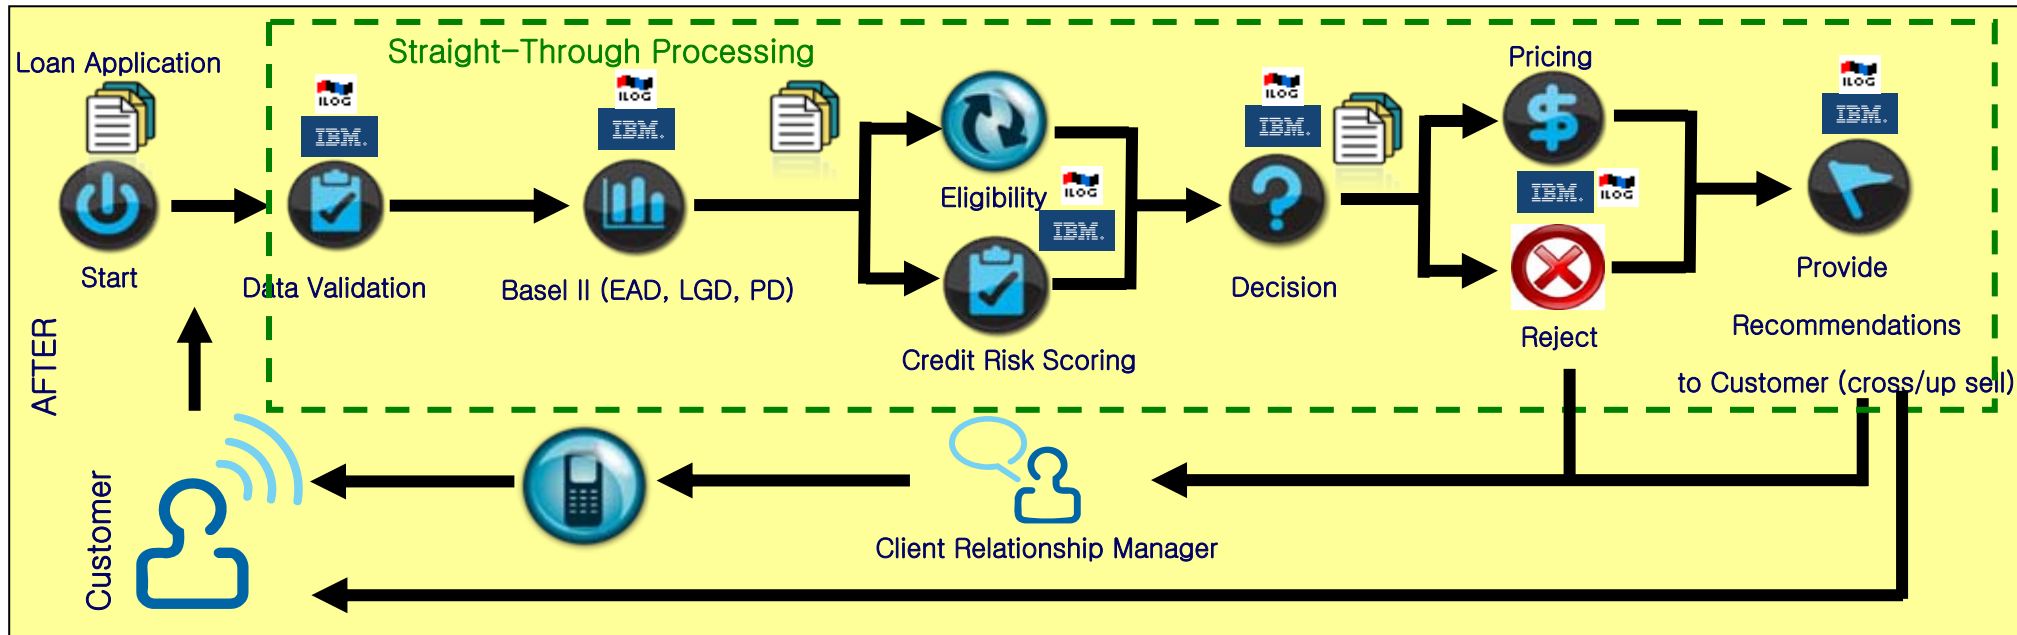 Straight-Through Processing
Loan Application
ILOG
IBM.
ILOG
IBM.
ILOG
IBM.
Pricing
ILOG
IBM.
Start
Data Validation
Basel II (EAD, LGD, PD)
Eligibility
ILOG
IBM.
Credit Risk Scoring
Decision
IBM.
ILOG
Reject
Provide
Recommendations
to Customer (cross/up sell)
AFTER
Customer
Client Relationship Manager